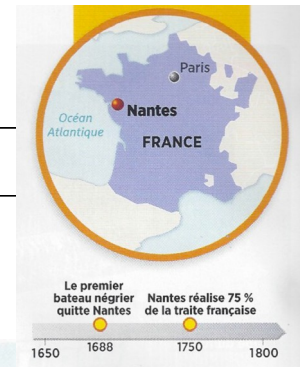 Paris
Nantes
Océan
Atlantique
FRANCE
Le premier
bateau négrier
quitte Nantes
Nantes réalise 75 %
de la traite française
1650
1688
1750
1800